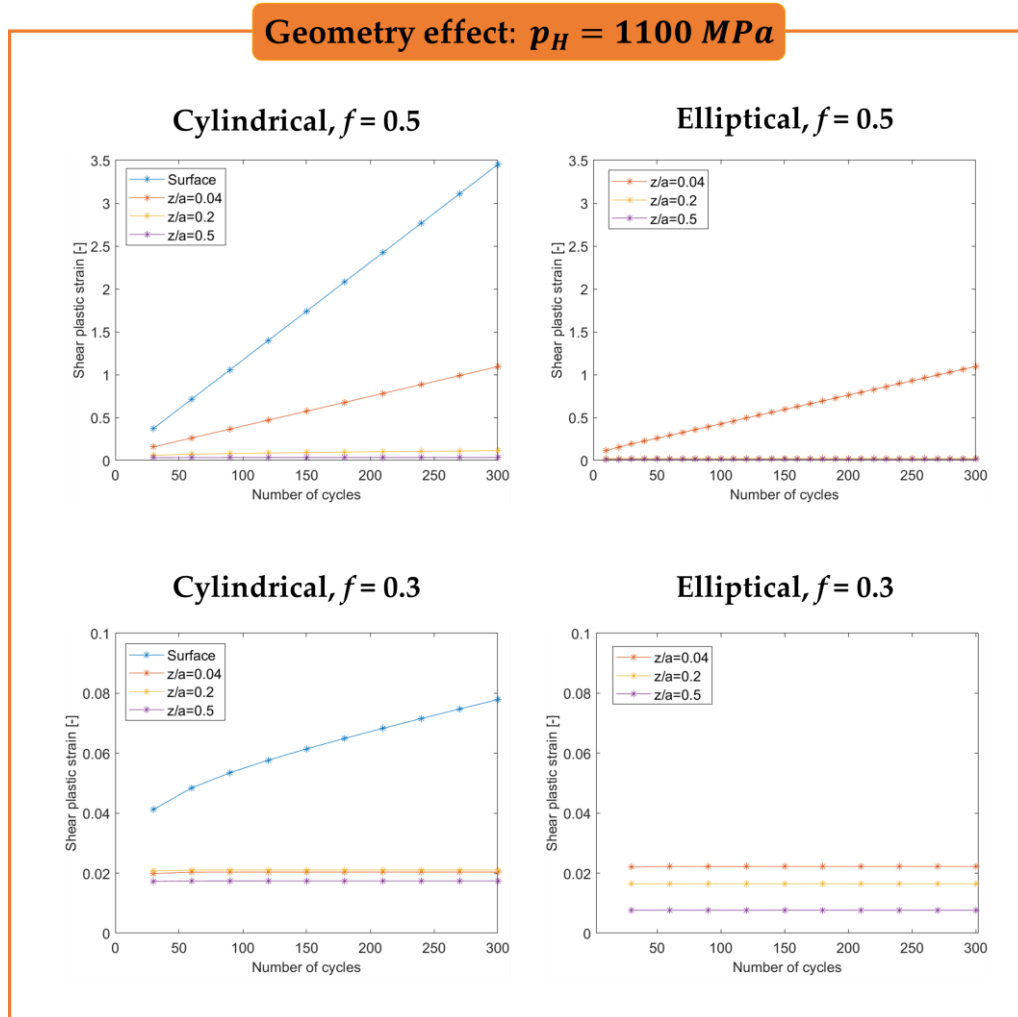 Geometry effect: p_H = 1100 MPa
Cylindrical, f = 0.5
3.5
3
2.5
2
1.5
1
0.5
0
Shear plastic strain [-]
Surface
z/a=0.04
z/a=0.2
z/a=0.5
0 50 100 150 200 250 300
Number of cycles
Elliptical, f = 0.5
3.5
3
2.5
2
1.5
1
0.5
0
Shear plastic strain [-]
z/a=0.04
z/a=0.2
z/a=0.5
0 50 100 150 200 250 300
Number of cycles
Cylindrical, f = 0.3
0.1
0.08
0.06
0.04
0.02
0
Shear plastic strain [-]
Surface
z/a=0.04
z/a=0.2
z/a=0.5
0 50 100 150 200 250 300
Number of cycles
Elliptical, f = 0.3
0.1
0.08
0.06
0.04
0.02
0
Shear plastic strain [-]
z/a=0.04
z/a=0.2
z/a=0.5
50 100 150 200 250 300
Number of cycles